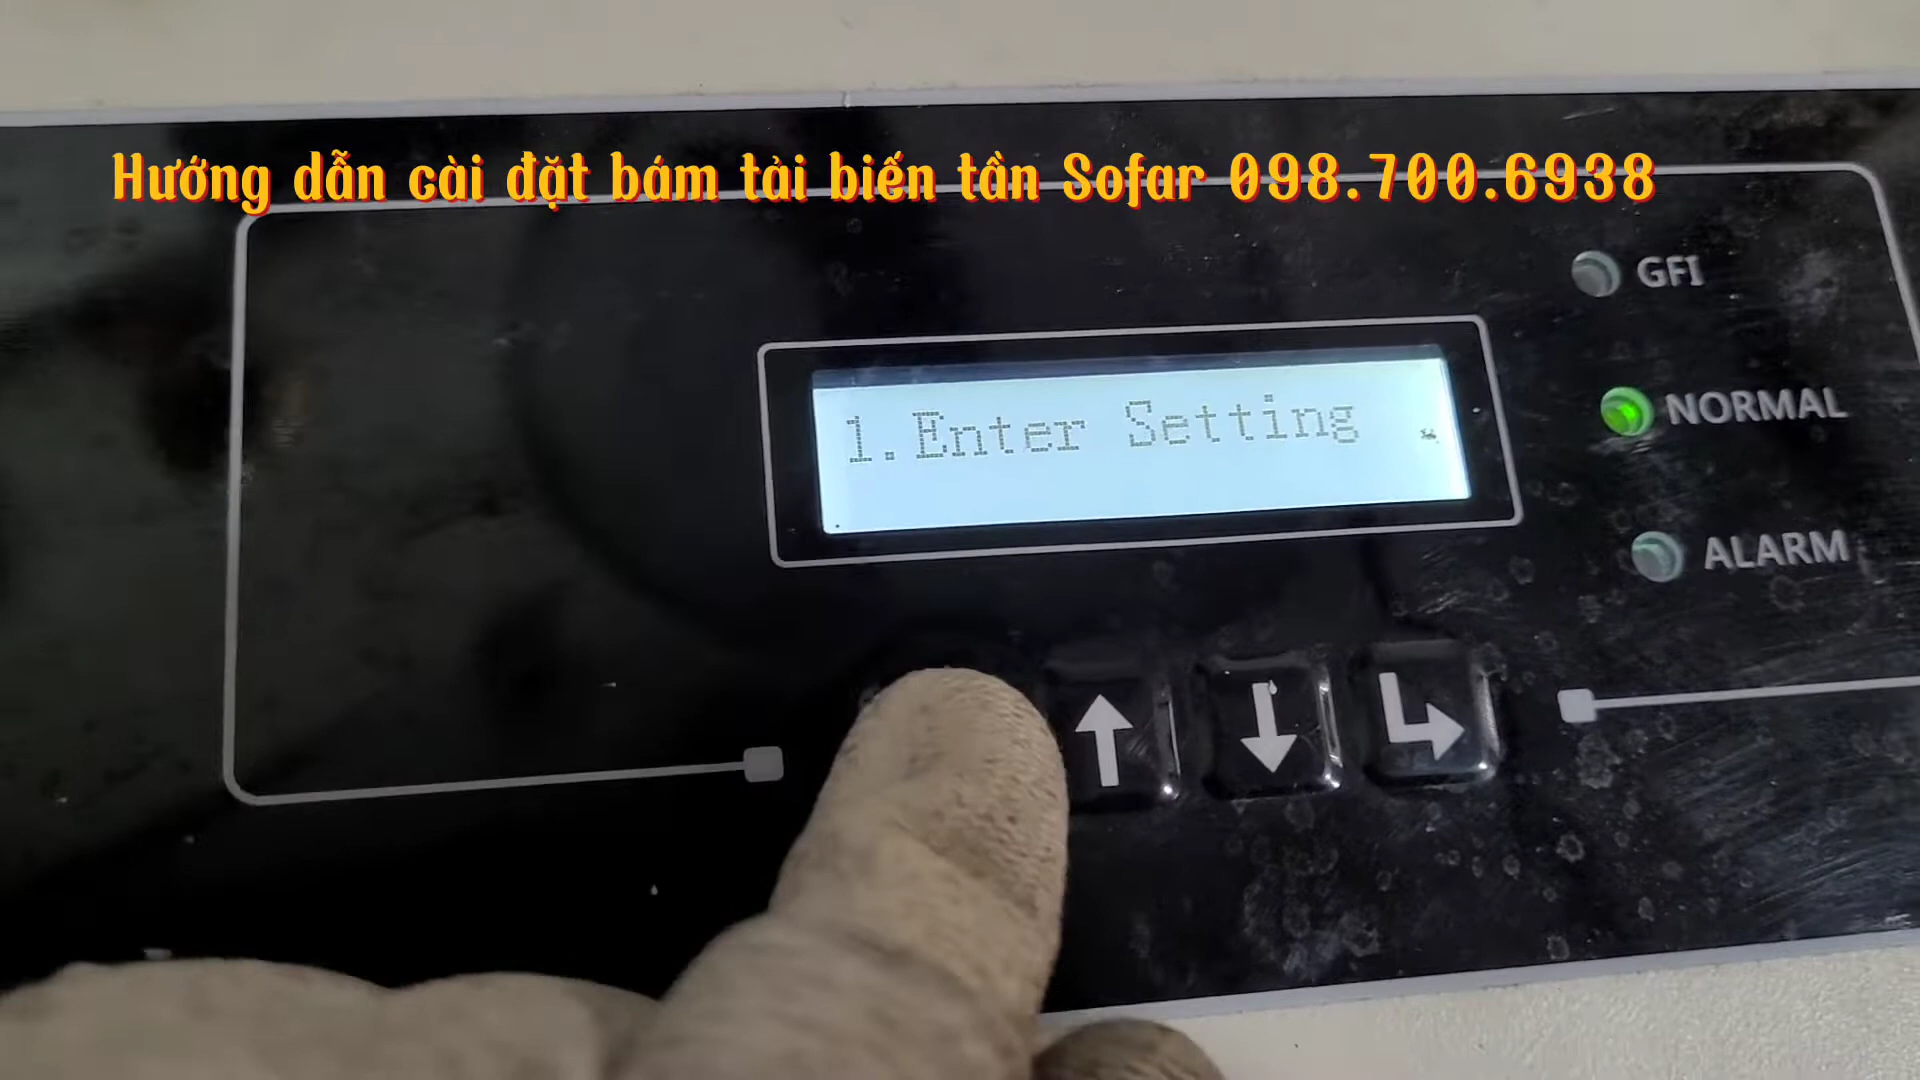 Hướng dẫn cài đặt bám tải biến tần Sofar 098.700.6938
GFI
1.Enter Setting
NORMAL
ALARM